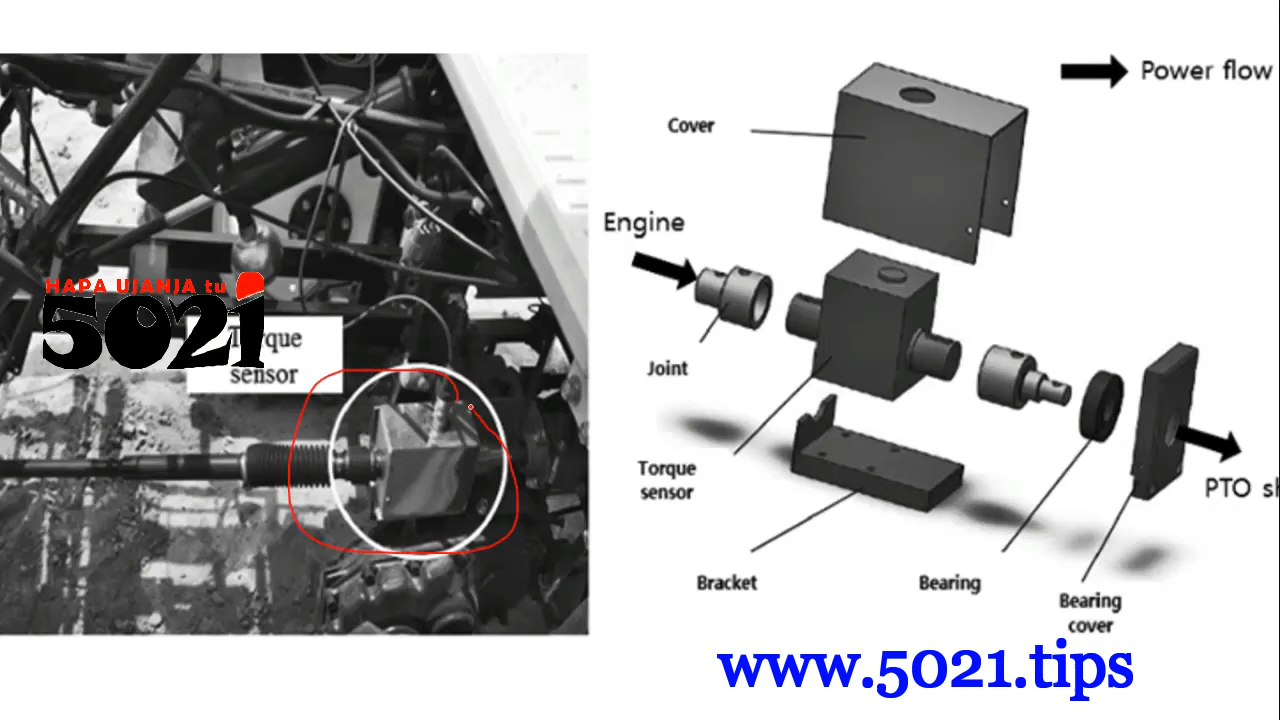 HAPA UJANJA tu
5021
Torque
sensor
Power flow
Cover
Engine
Joint
Torque
sensor
PTO
Bracket
Bearing
Bearing
cover
www.5021.tips